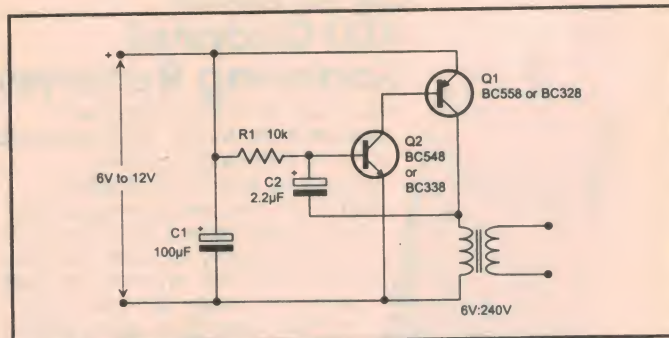 +
Q1
BC558 or BC328
R1 10k
Q2
BC548
or
BC338
6V to 12V
+
C2
2.2µF
+
C1
100µF
6V:240V